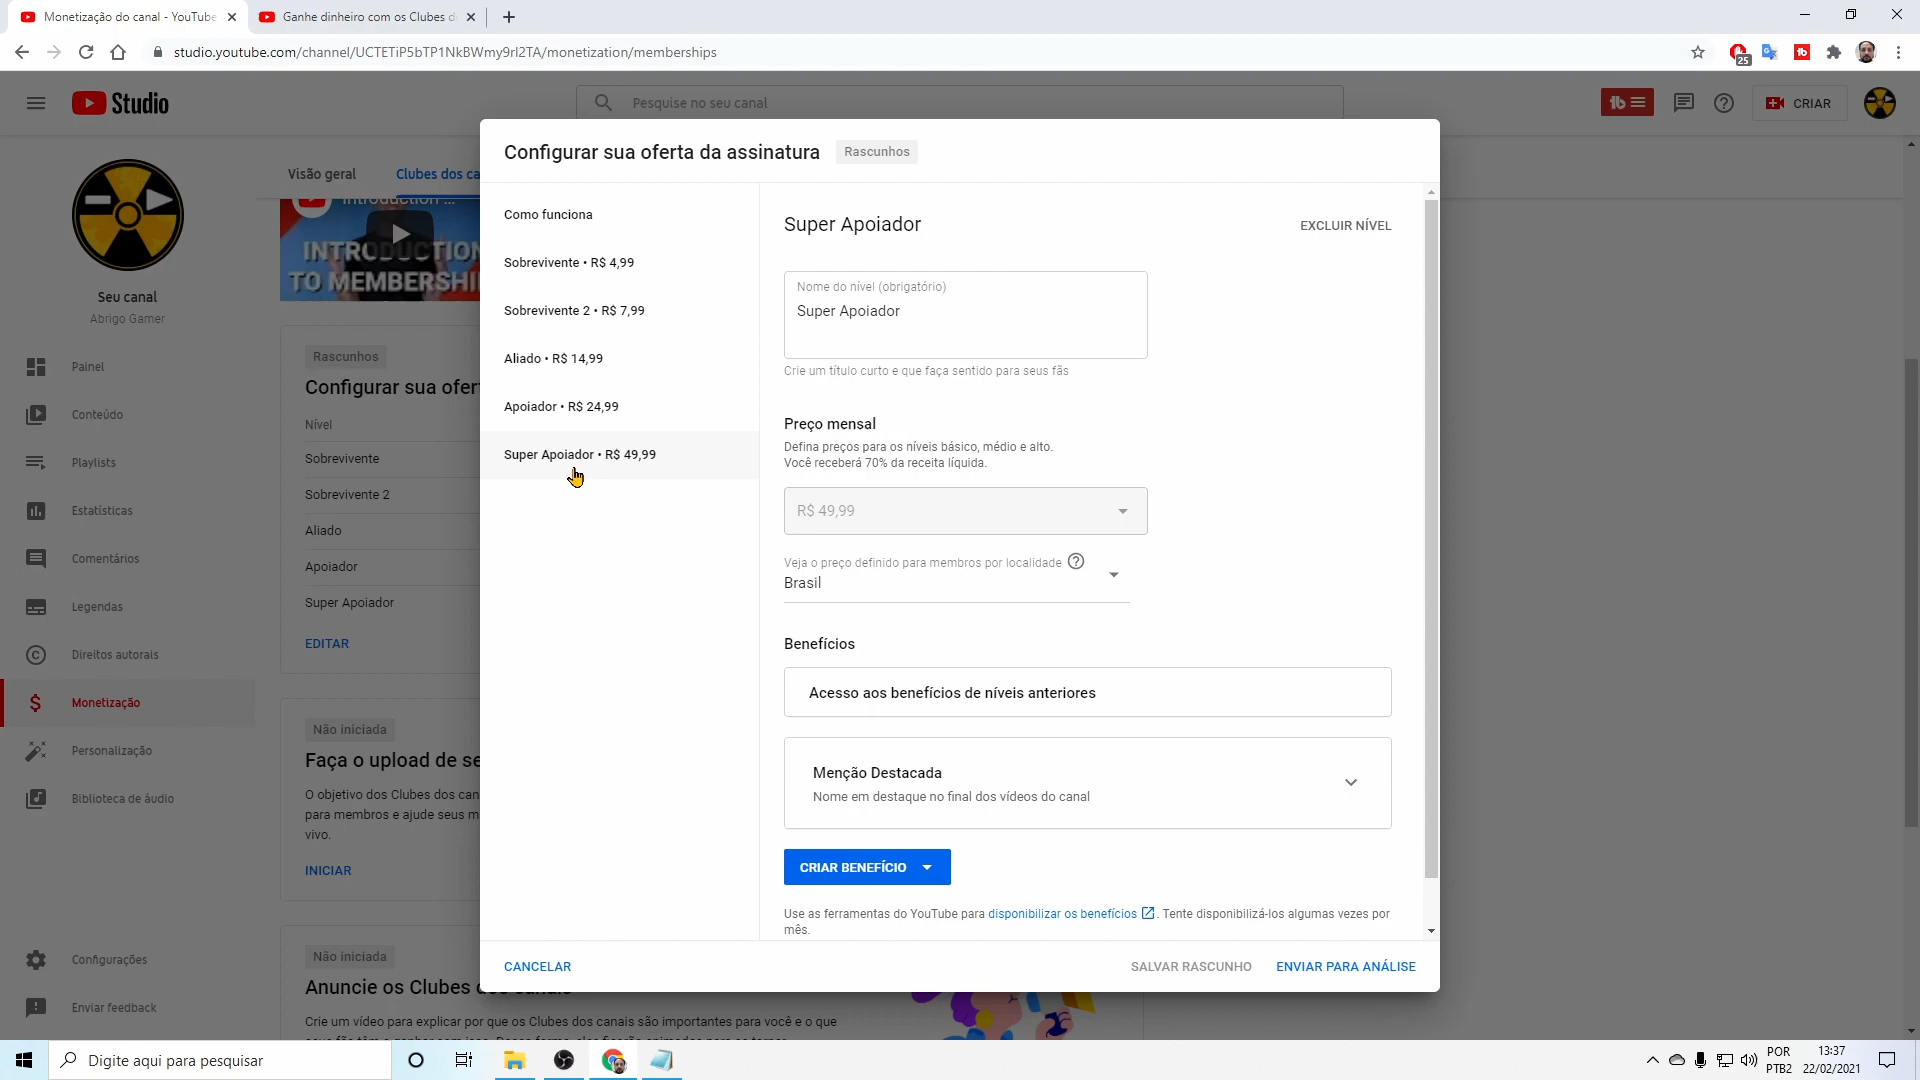 Monetização do canal - YouTube
Ganhe dinheiro com os Clubes d
studio.youtube.com/channel/UCTETiP5bTP1NkBWmy9rI2TA/monetization/memberships
25
Studio
Pesquise no seu canal
CRIAR
Configurar sua oferta da assinatura
Rascunhos
Seu canal
Abrigo Gamer
Painel
Conteúdo
Playlists
Estatísticas
Comentários
Legendas
Direitos autorais
Monetização
Personalização
Biblioteca de áudio
Configurações
Enviar feedback
Visão geral
Clubes dos ca
Introduction ...
INTRO
TO MEMBERSHI
Rascunhos
Configurar sua ofer
Nível
Sobrevivente
Sobrevivente 2
Aliado
Apoiador
Super Apoiador
EDITAR
Não iniciada
Faça o upload de se
O objetivo dos Clubes dos can
para membros e ajude seus m
vivo.
INICIAR
Não iniciada
Anuncie os Clubes dos canais
Crie um vídeo para explicar por que os Clubes dos canais são importantes para você e o que
Como funciona
Sobrevivente • R$ 4,99
Sobrevivente 2 • R$ 7,99
Aliado • R$ 14,99
Apoiador • R$ 24,99
Super Apoiador • R$ 49,99
Super Apoiador
EXCLUIR NÍVEL
Nome do nível (obrigatório)
Super Apoiador
Crie um título curto e que faça sentido para seus fãs
Preço mensal
Defina preços para os níveis básico, médio e alto.
Você receberá 70% da receita líquida.
R$ 49,99
Veja o preço definido para membros por localidade
Brasil
Benefícios
Acesso aos benefícios de níveis anteriores
Menção Destacada
Nome em destaque no final dos vídeos do canal
CRIAR BENEFÍCIO
Use as ferramentas do YouTube para disponibilizar os benefícios . Tente disponibilizá-los algumas vezes por
mês.
CANCELAR
SALVAR RASCUNHO
ENVIAR PARA ANÁLISE
Digite aqui para pesquisar
POR
PTB2
13:37
22/02/2021